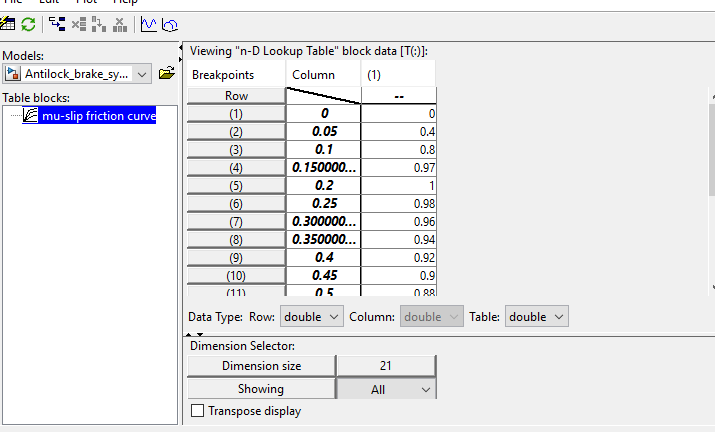 Edit Plot Help
Models:
Antilock_brake_sy...
Table blocks:
mu-slip friction curve
Viewing "n-D Lookup Table" block data [T(:)]:
Breakpoints Column (1)
Row --
(1) 0 0
(2) 0.05 0.4
(3) 0.1 0.8
(4) 0.150000... 0.97
(5) 0.2 1
(6) 0.25 0.98
(7) 0.300000... 0.96
(8) 0.350000... 0.94
(9) 0.4 0.92
(10) 0.45 0.9
(11) 0.5 0.88
Data Type: Row: double Column: double Table: double
Dimension Selector:
Dimension size 21
Showing All
Transpose display